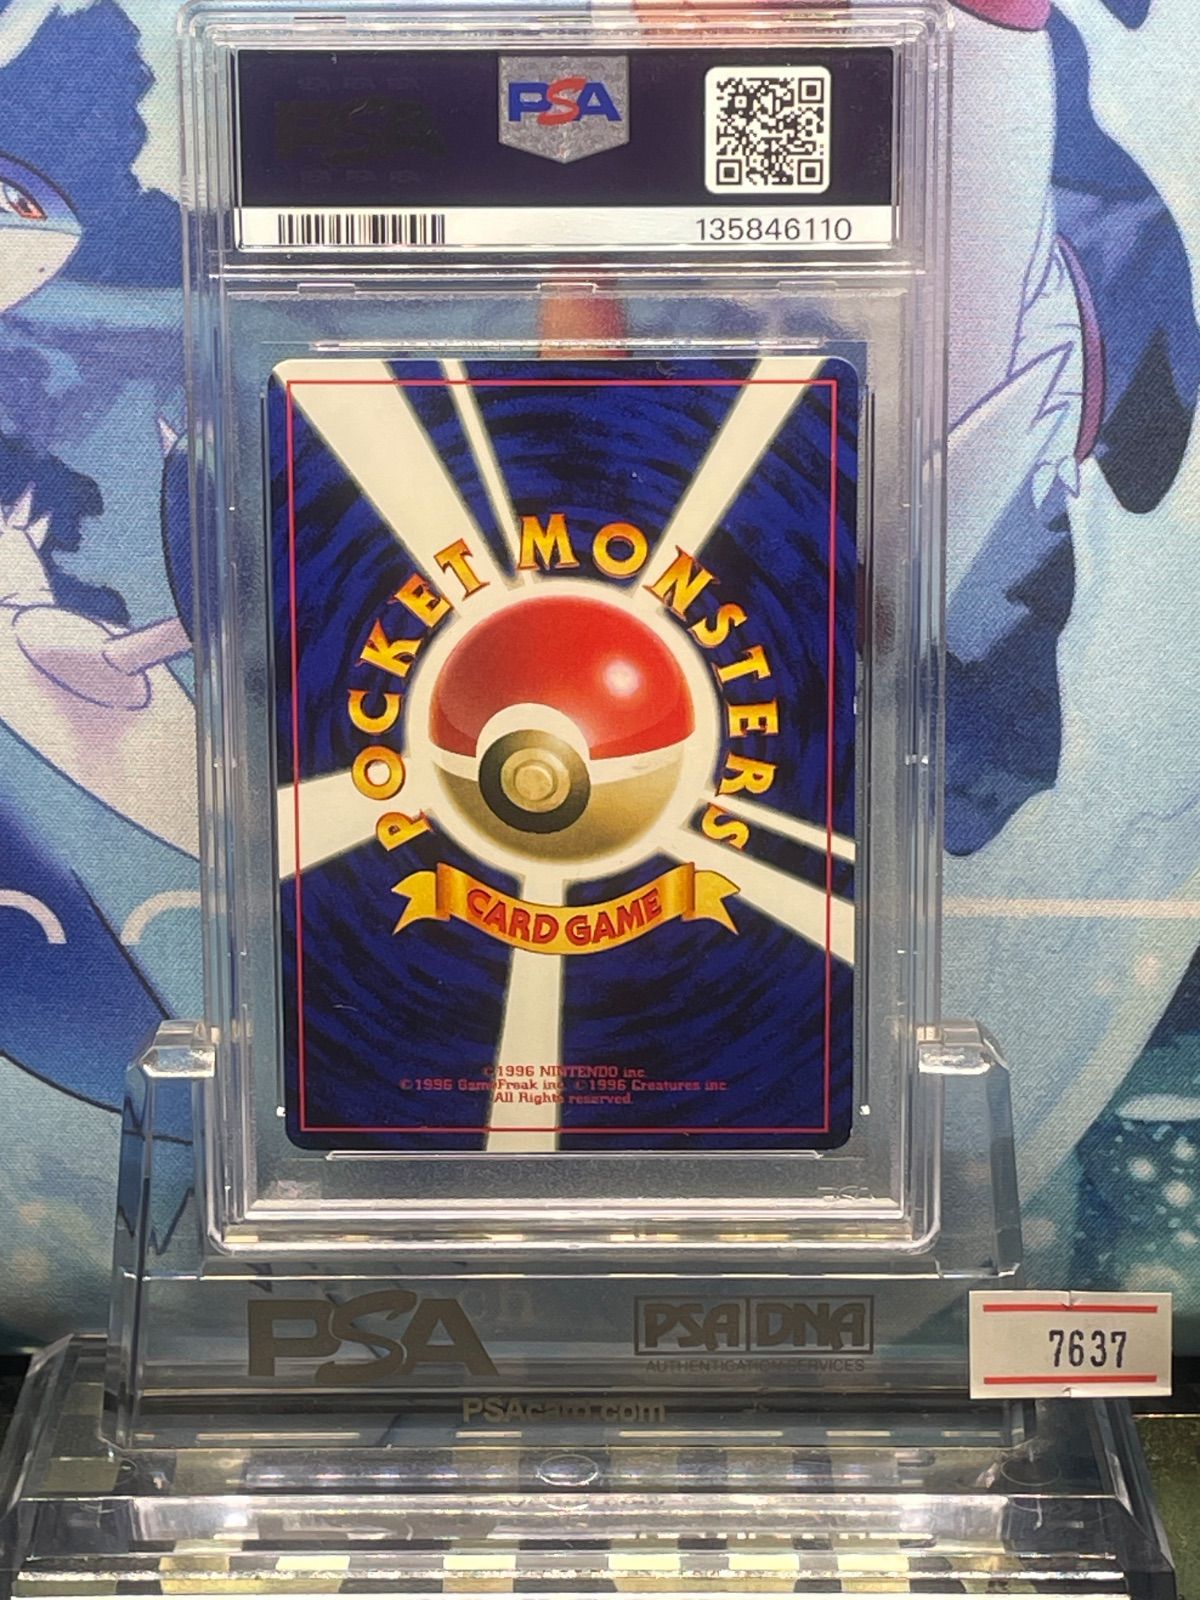 PSA
135846110
POCKET MONSTERS
CARD GAME
©1996 NINTENDO inc.
©1996 GameFreak inc. ©1996 Creatures inc.
All Rights reserved.
PSA
PSA DNA
AUTHENTICATION SERVICES
PSAcard.com
7637